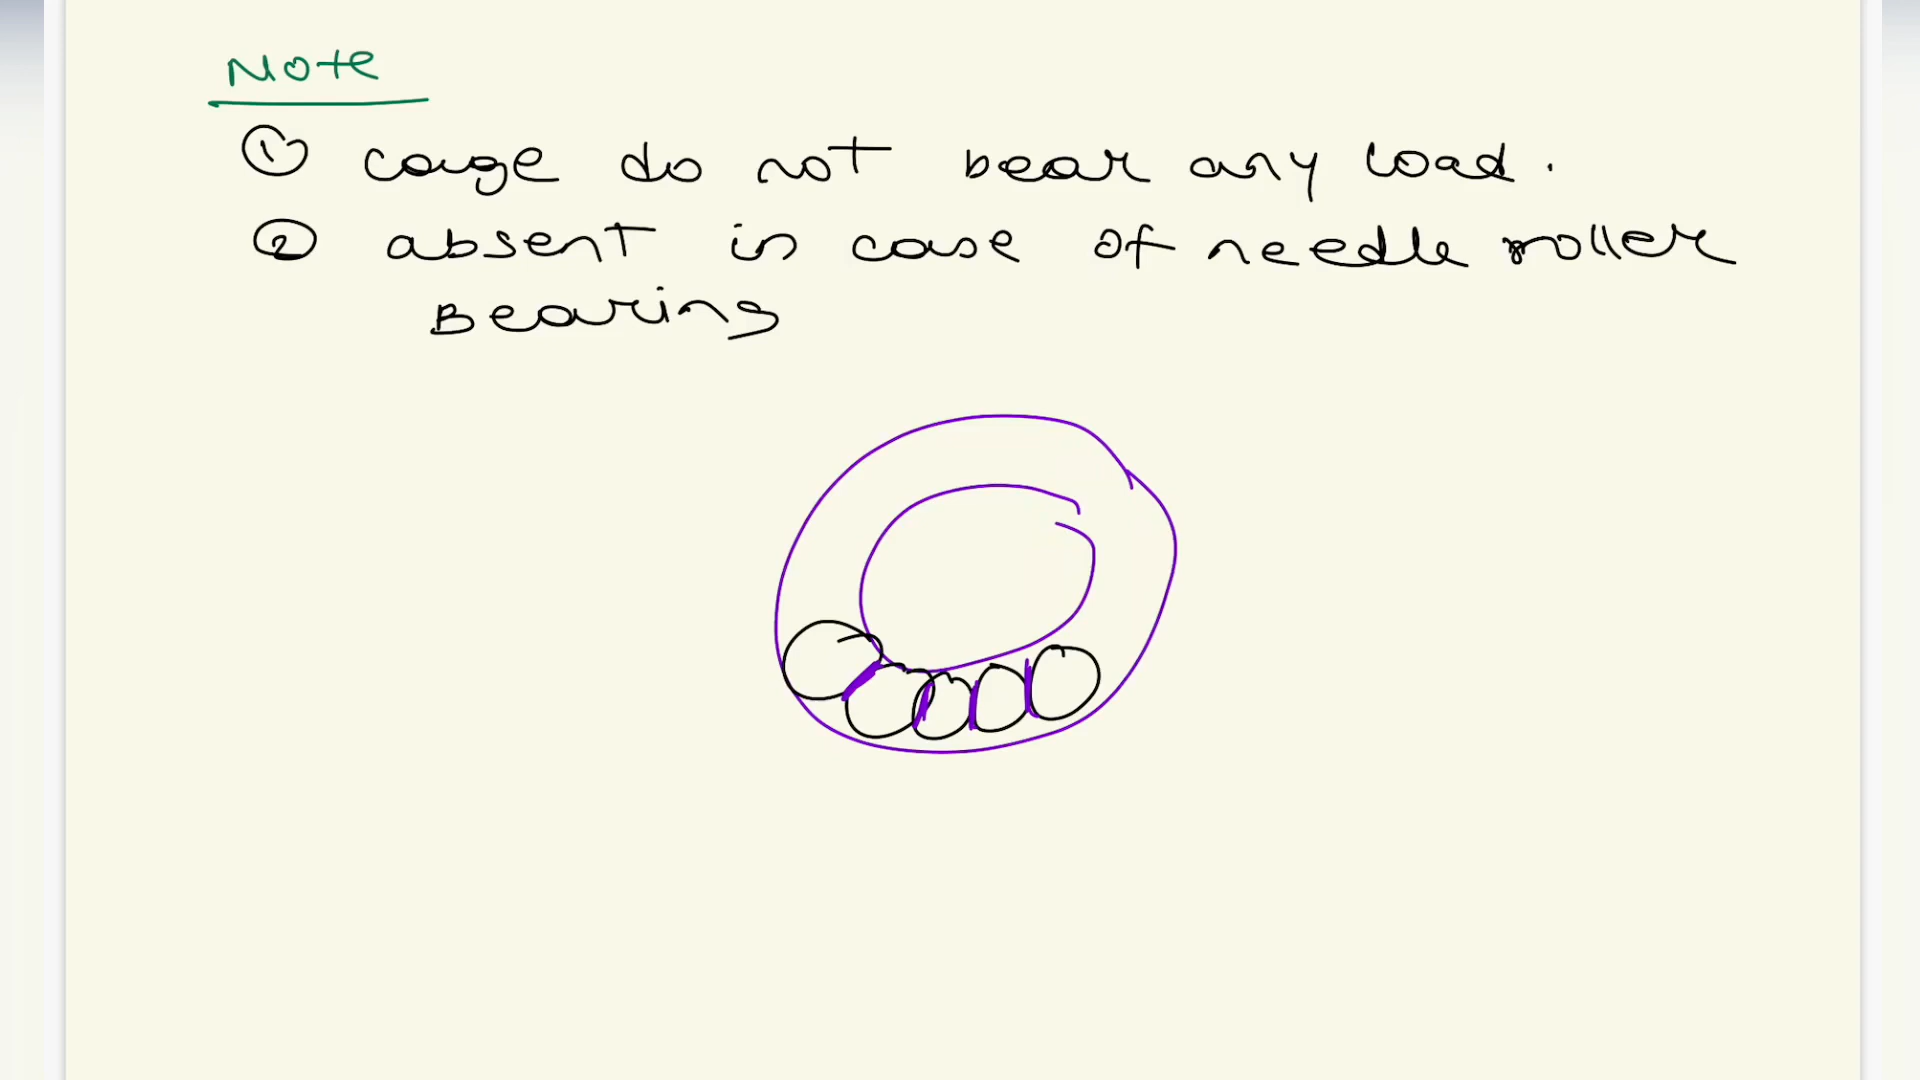 Note
① cage do not bear any load.
② absent in case of needle roller
Bearing